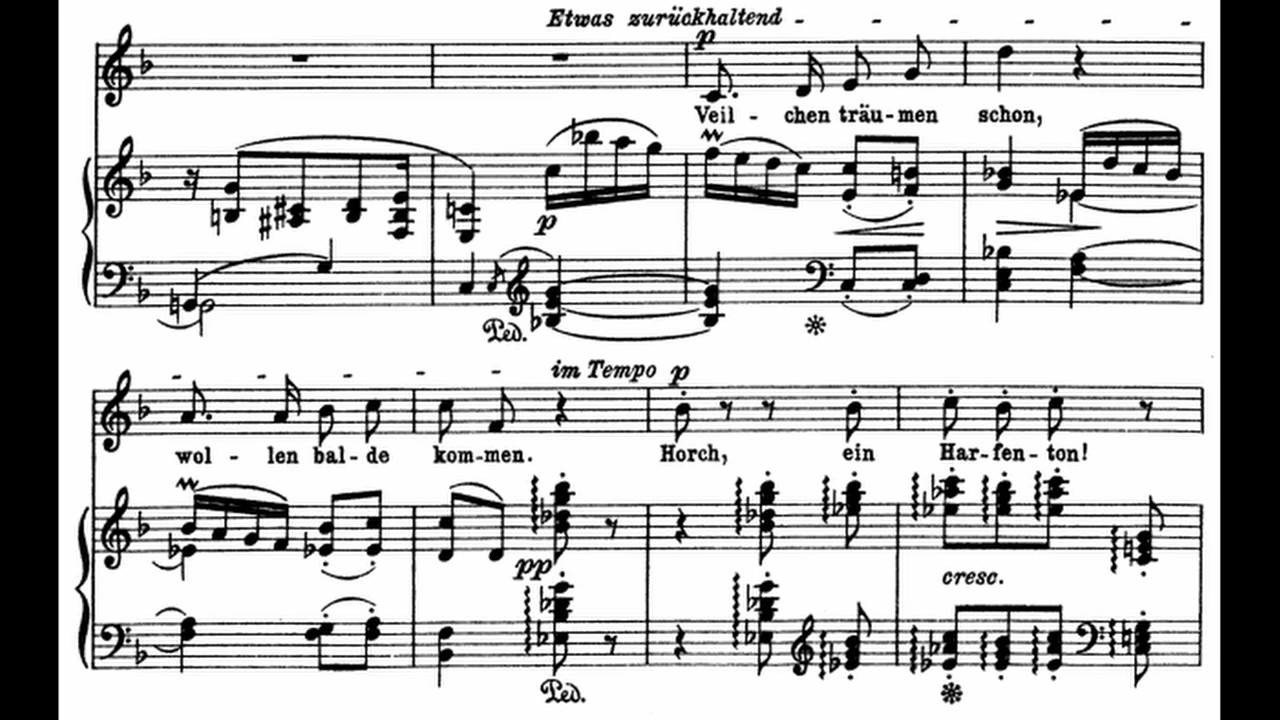 Etwas zurückhaltend - - - - - - -
p
Veil - chen träu - men schon,
p
Ped.
- - - - - im Tempo p
wol - len bal - de kom - men. Horch, ein Har - fen - ton!
pp
cresc.
Ped.